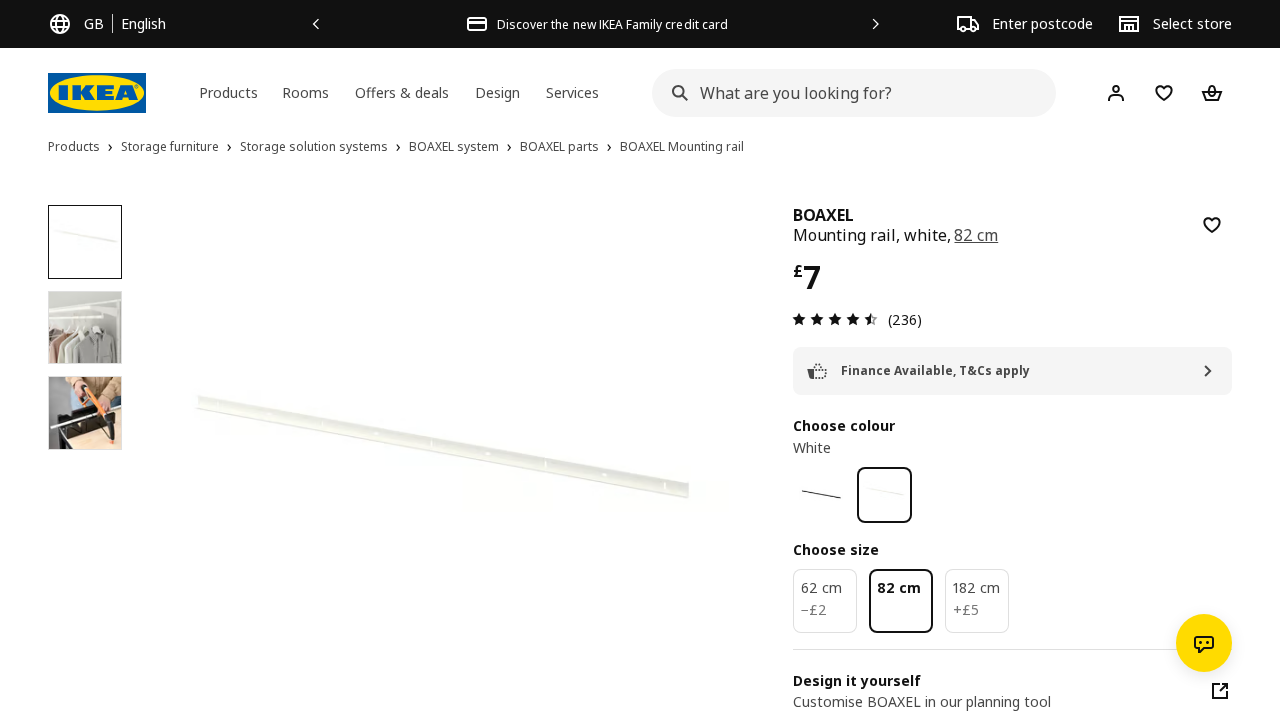 GB English
Discover the new IKEA Family credit card
Enter postcode
Select store
IKEA
Products Rooms Offers & deals Design Services
What are you looking for?
Products › Storage furniture › Storage solution systems › BOAXEL system › BOAXEL parts › BOAXEL Mounting rail
BOAXEL
Mounting rail, white, 82 cm
£7
(236)
Finance Available, T&Cs apply
Choose colour
White
Choose size
62 cm 82 cm 182 cm
−£2 +£5
Design it yourself
Customise BOAXEL in our planning tool